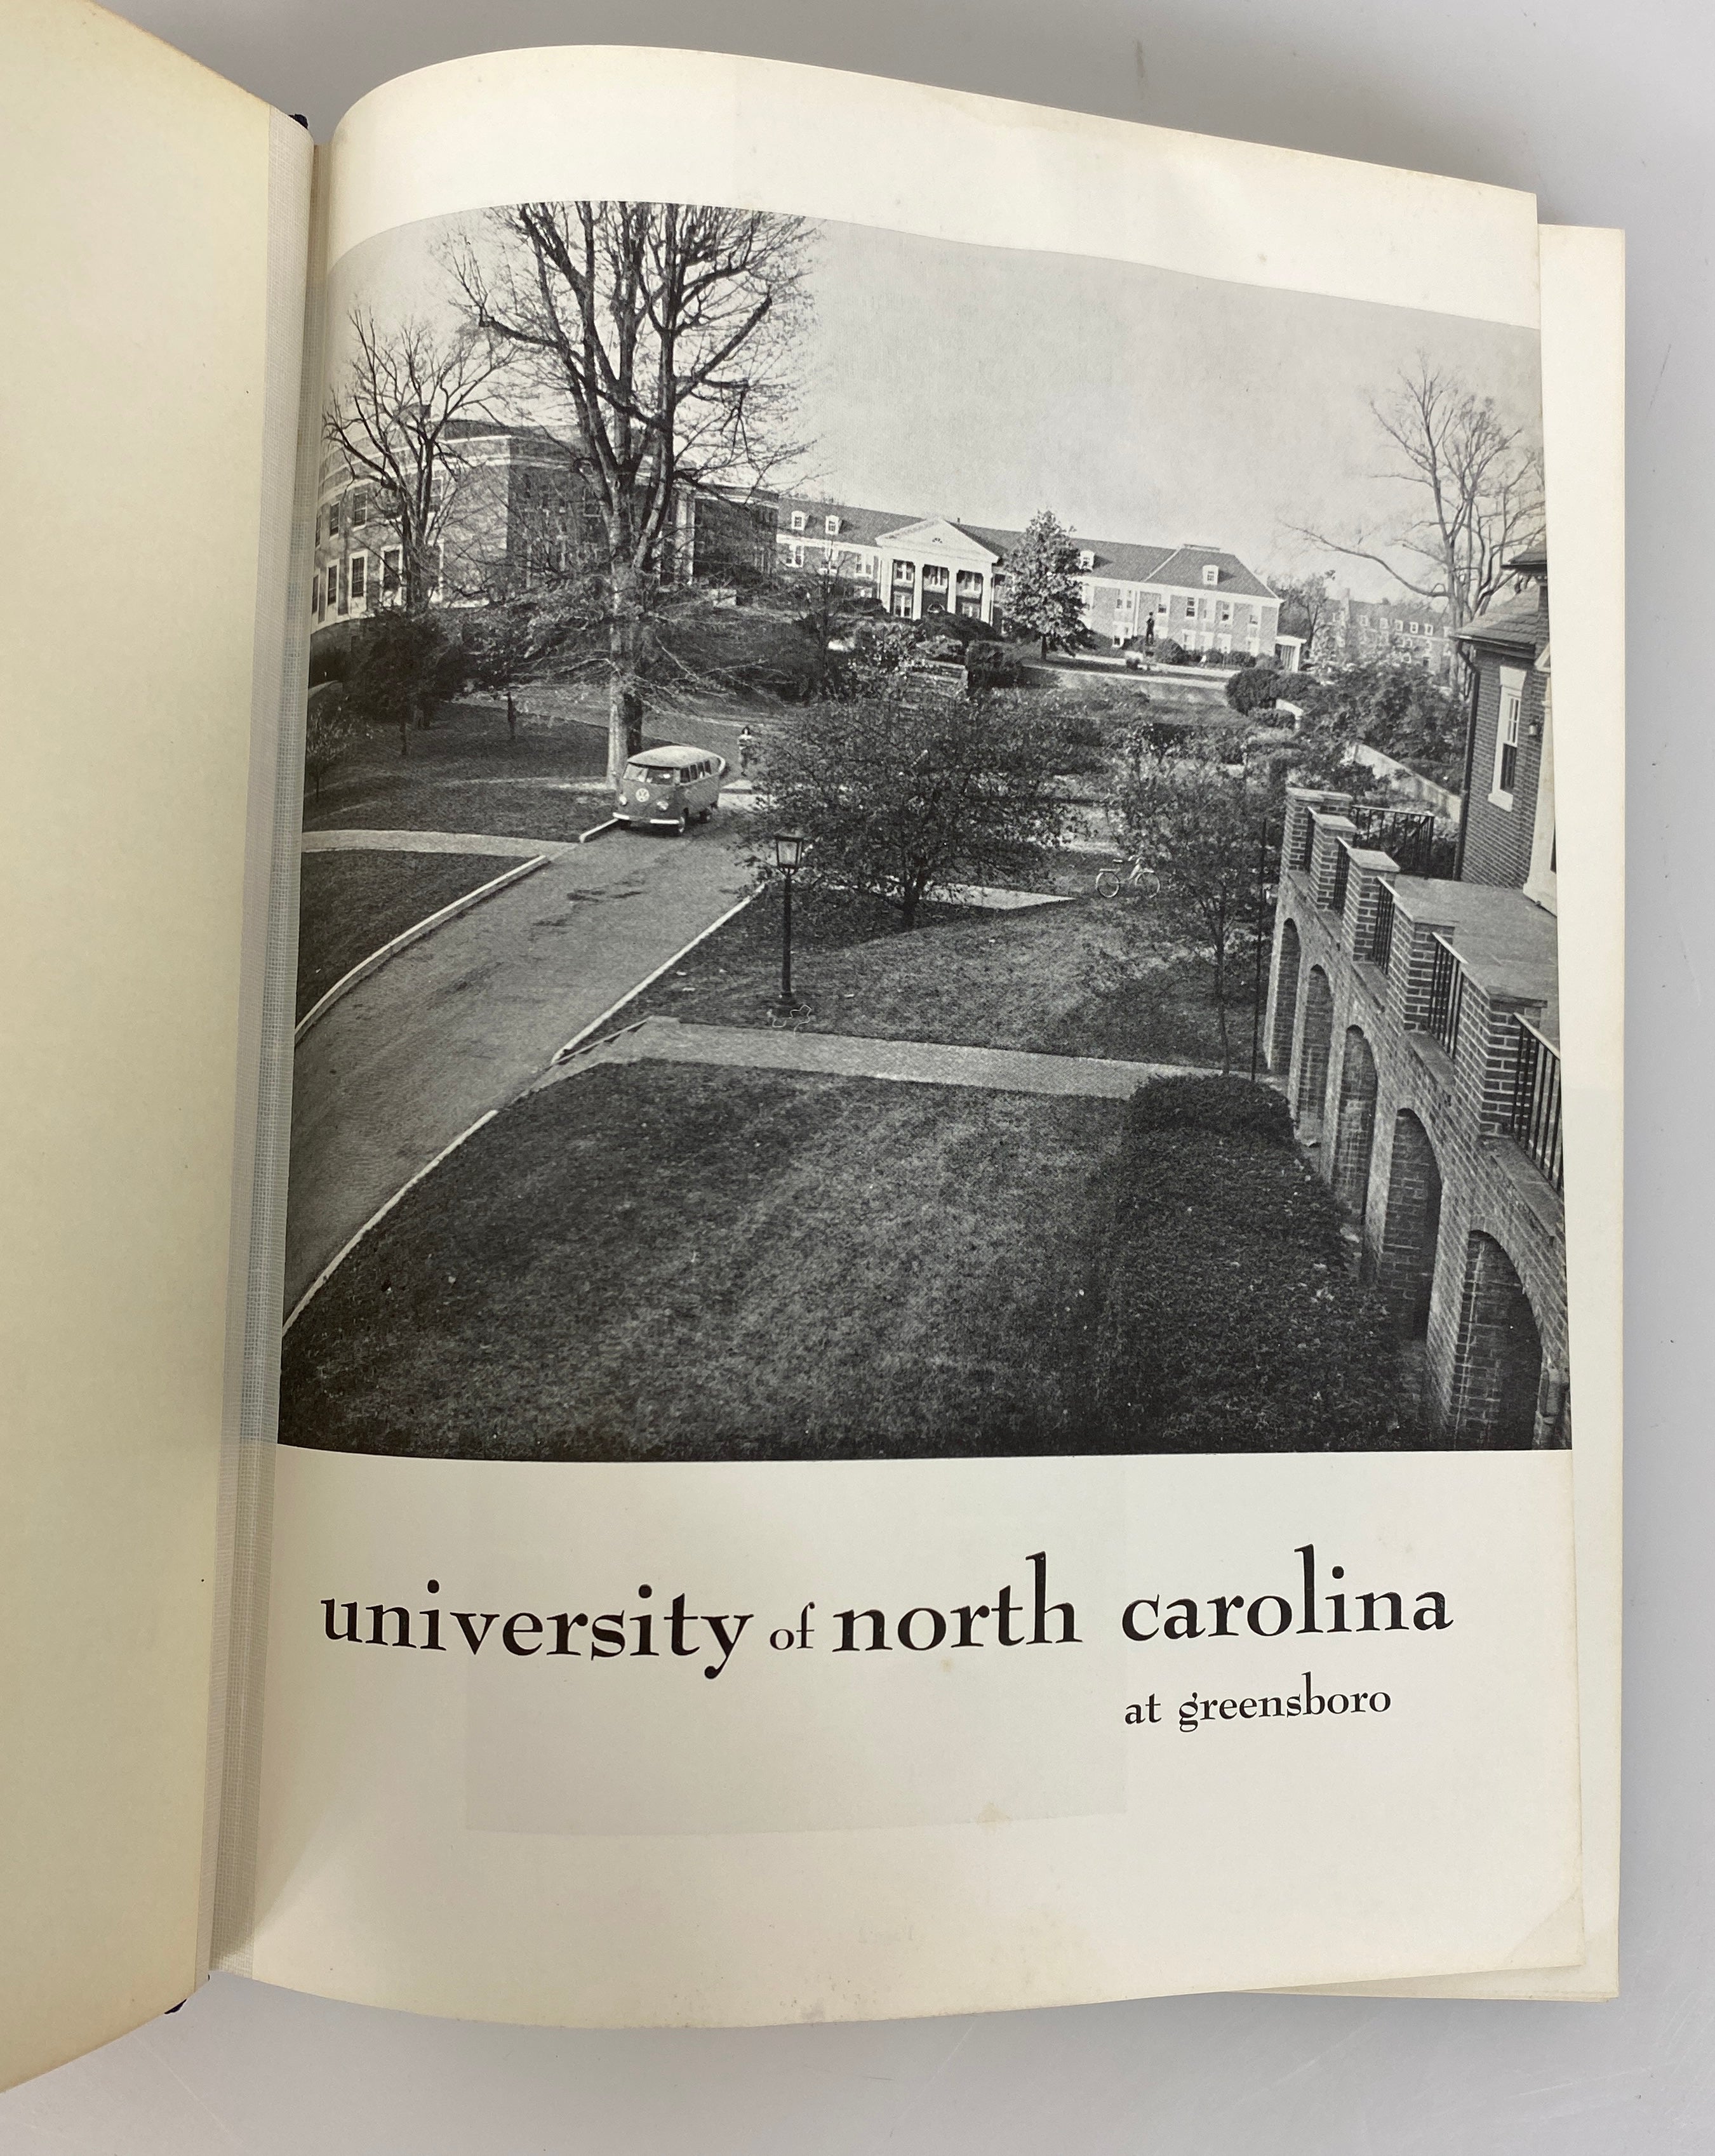 university of north carolina
at greensboro